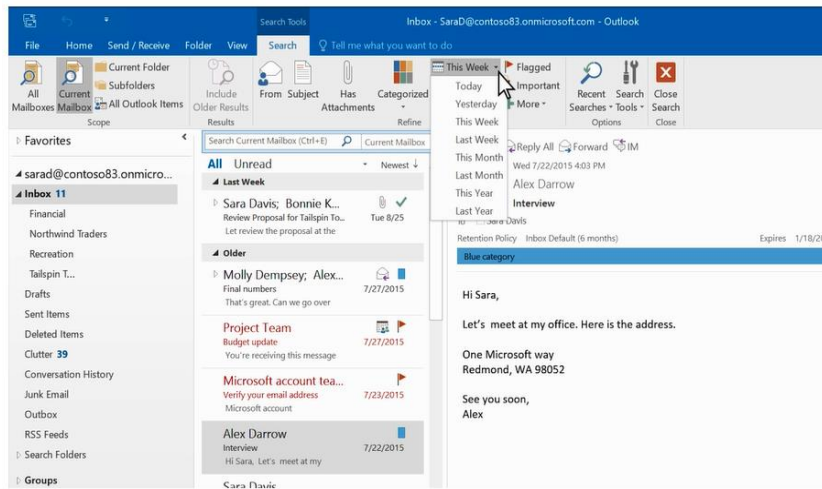 Search Tools
Inbox - SaraD@contoso83.onmicrosoft.com - Outlook
File Home Send / Receive Folder View Search Tell me what you want to do
All Mailboxes
Current Mailbox
Current Folder
Subfolders
All Outlook Items
Scope
Include Older Results
Results
From
Subject
Has Attachments
Categorized
This Week
Flagged
Important
More
Refine
Recent Searches
Search Tools
Options
Close Search
Close
Today
Yesterday
This Week
Last Week
This Month
Last Month
This Year
Last Year
Favorites
sarad@contoso83.onmicro...
Inbox 11
Financial
Northwind Traders
Recreation
Tailspin T...
Drafts
Sent Items
Deleted Items
Clutter 39
Conversation History
Junk Email
Outbox
RSS Feeds
Search Folders
Groups
Search Current Mailbox (Ctrl+E) Current Mailbox
All Unread Newest ↓
Last Week
Sara Davis; Bonnie K...
Review Proposal for Tailspin To... Tue 8/25
Let review the proposal at the
Older
Molly Dempsey; Alex...
Final numbers 7/27/2015
That's great. Can we go over
Project Team
Budget update 7/27/2015
You're receiving this message
Microsoft account tea...
Verify your email address 7/23/2015
Microsoft account
Alex Darrow
Interview 7/22/2015
Hi Sara, Let's meet at my
Sara Davis
Reply All Forward IM
Wed 7/22/2015 4:03 PM
Alex Darrow
Interview
Sara Davis
Retention Policy Inbox Default (6 months) Expires 1/18/20
Blue category
Hi Sara,
Let's meet at my office. Here is the address.
One Microsoft way
Redmond, WA 98052
See you soon,
Alex